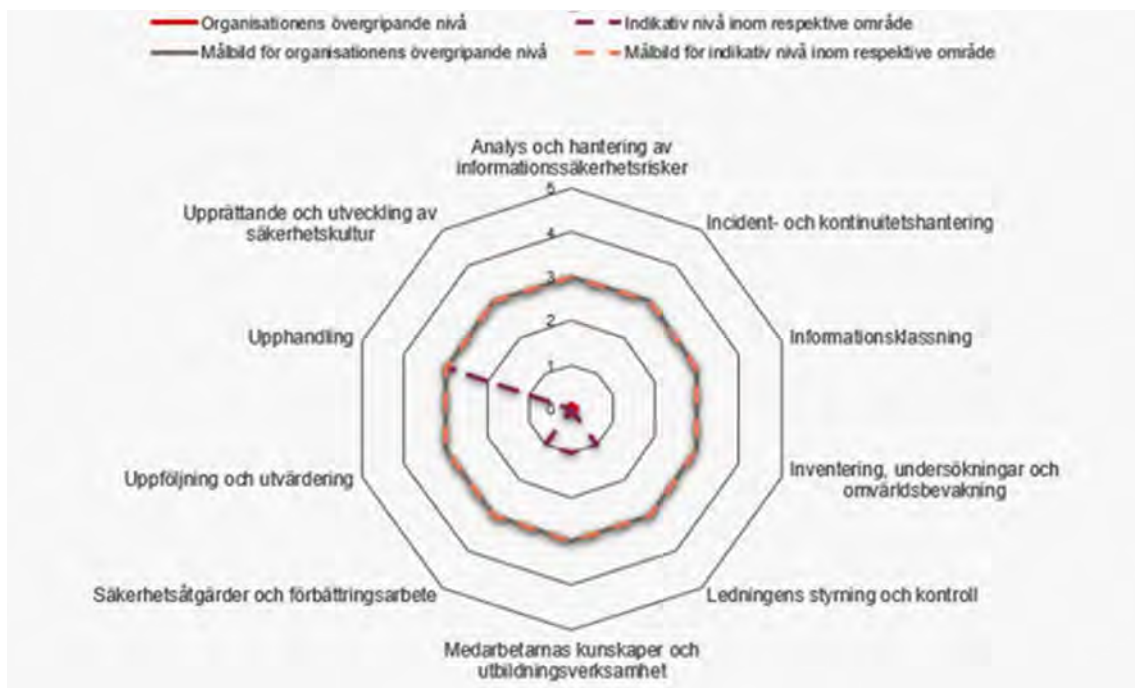 Organisationens övergripande nivå
Indikativ nivå inom respektive område
Målbild för organisationens övergripande nivå
Målbild för indikativ nivå inom respektive område
Analys och hantering av
informationssäkerhetsrisker
Incident- och kontinuitetshantering
Informationsklassning
Inventering, undersökningar och
omvärldsbevakning
Ledningens styrning och kontroll
Medarbetarnas kunskaper och
utbildningsverksamhet
Säkerhetsåtgärder och förbättringsarbete
Uppföljning och utvärdering
Upphandling
Upprättande och utveckling av
säkerhetskultur
5
4
3
2
1
0